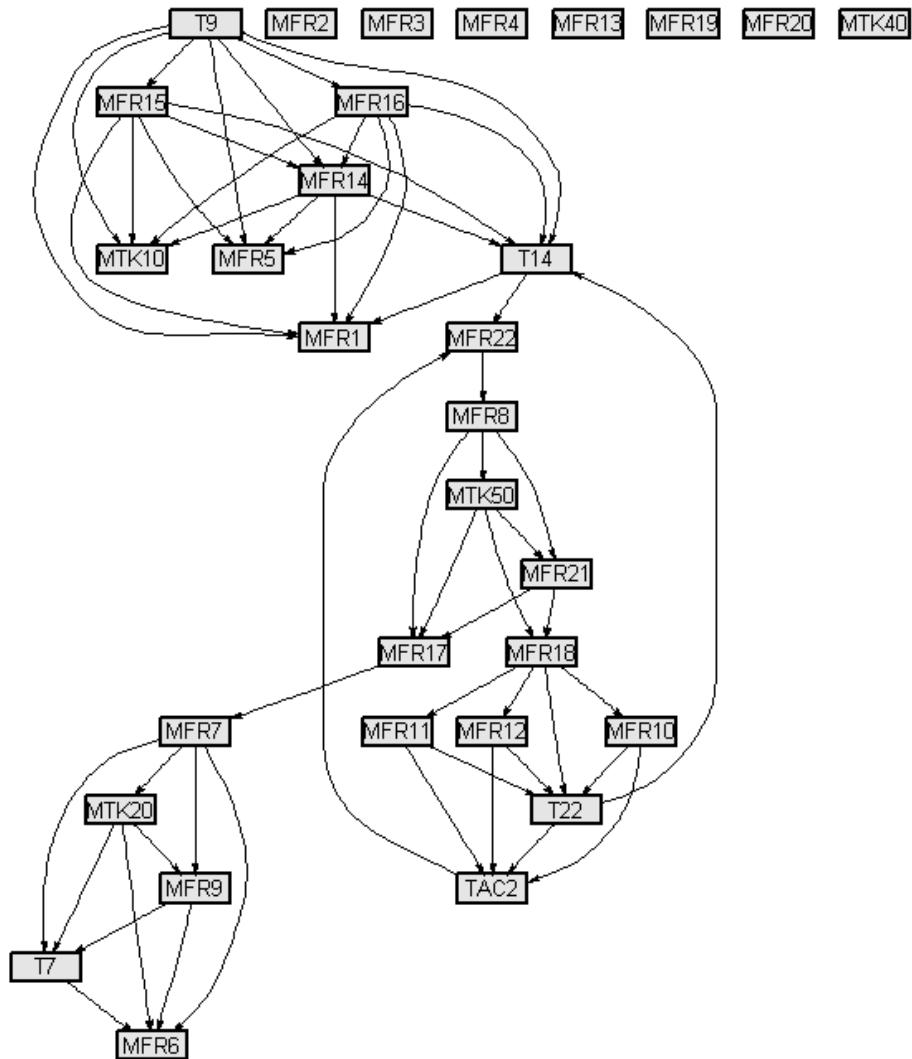 T9 MFR2 MFR3 MFR4 MFR13 MFR19 MFR20 MTK40
MFR15 MFR16
MFR14
MTK10 MFR5 T14
MFR1 MFR22
MFR8
MTK50
MFR21
MFR17 MFR18
MFR7 MFR11 MFR12 MFR10
MTK20 T22
MFR9 TAC2
T7
MFR6